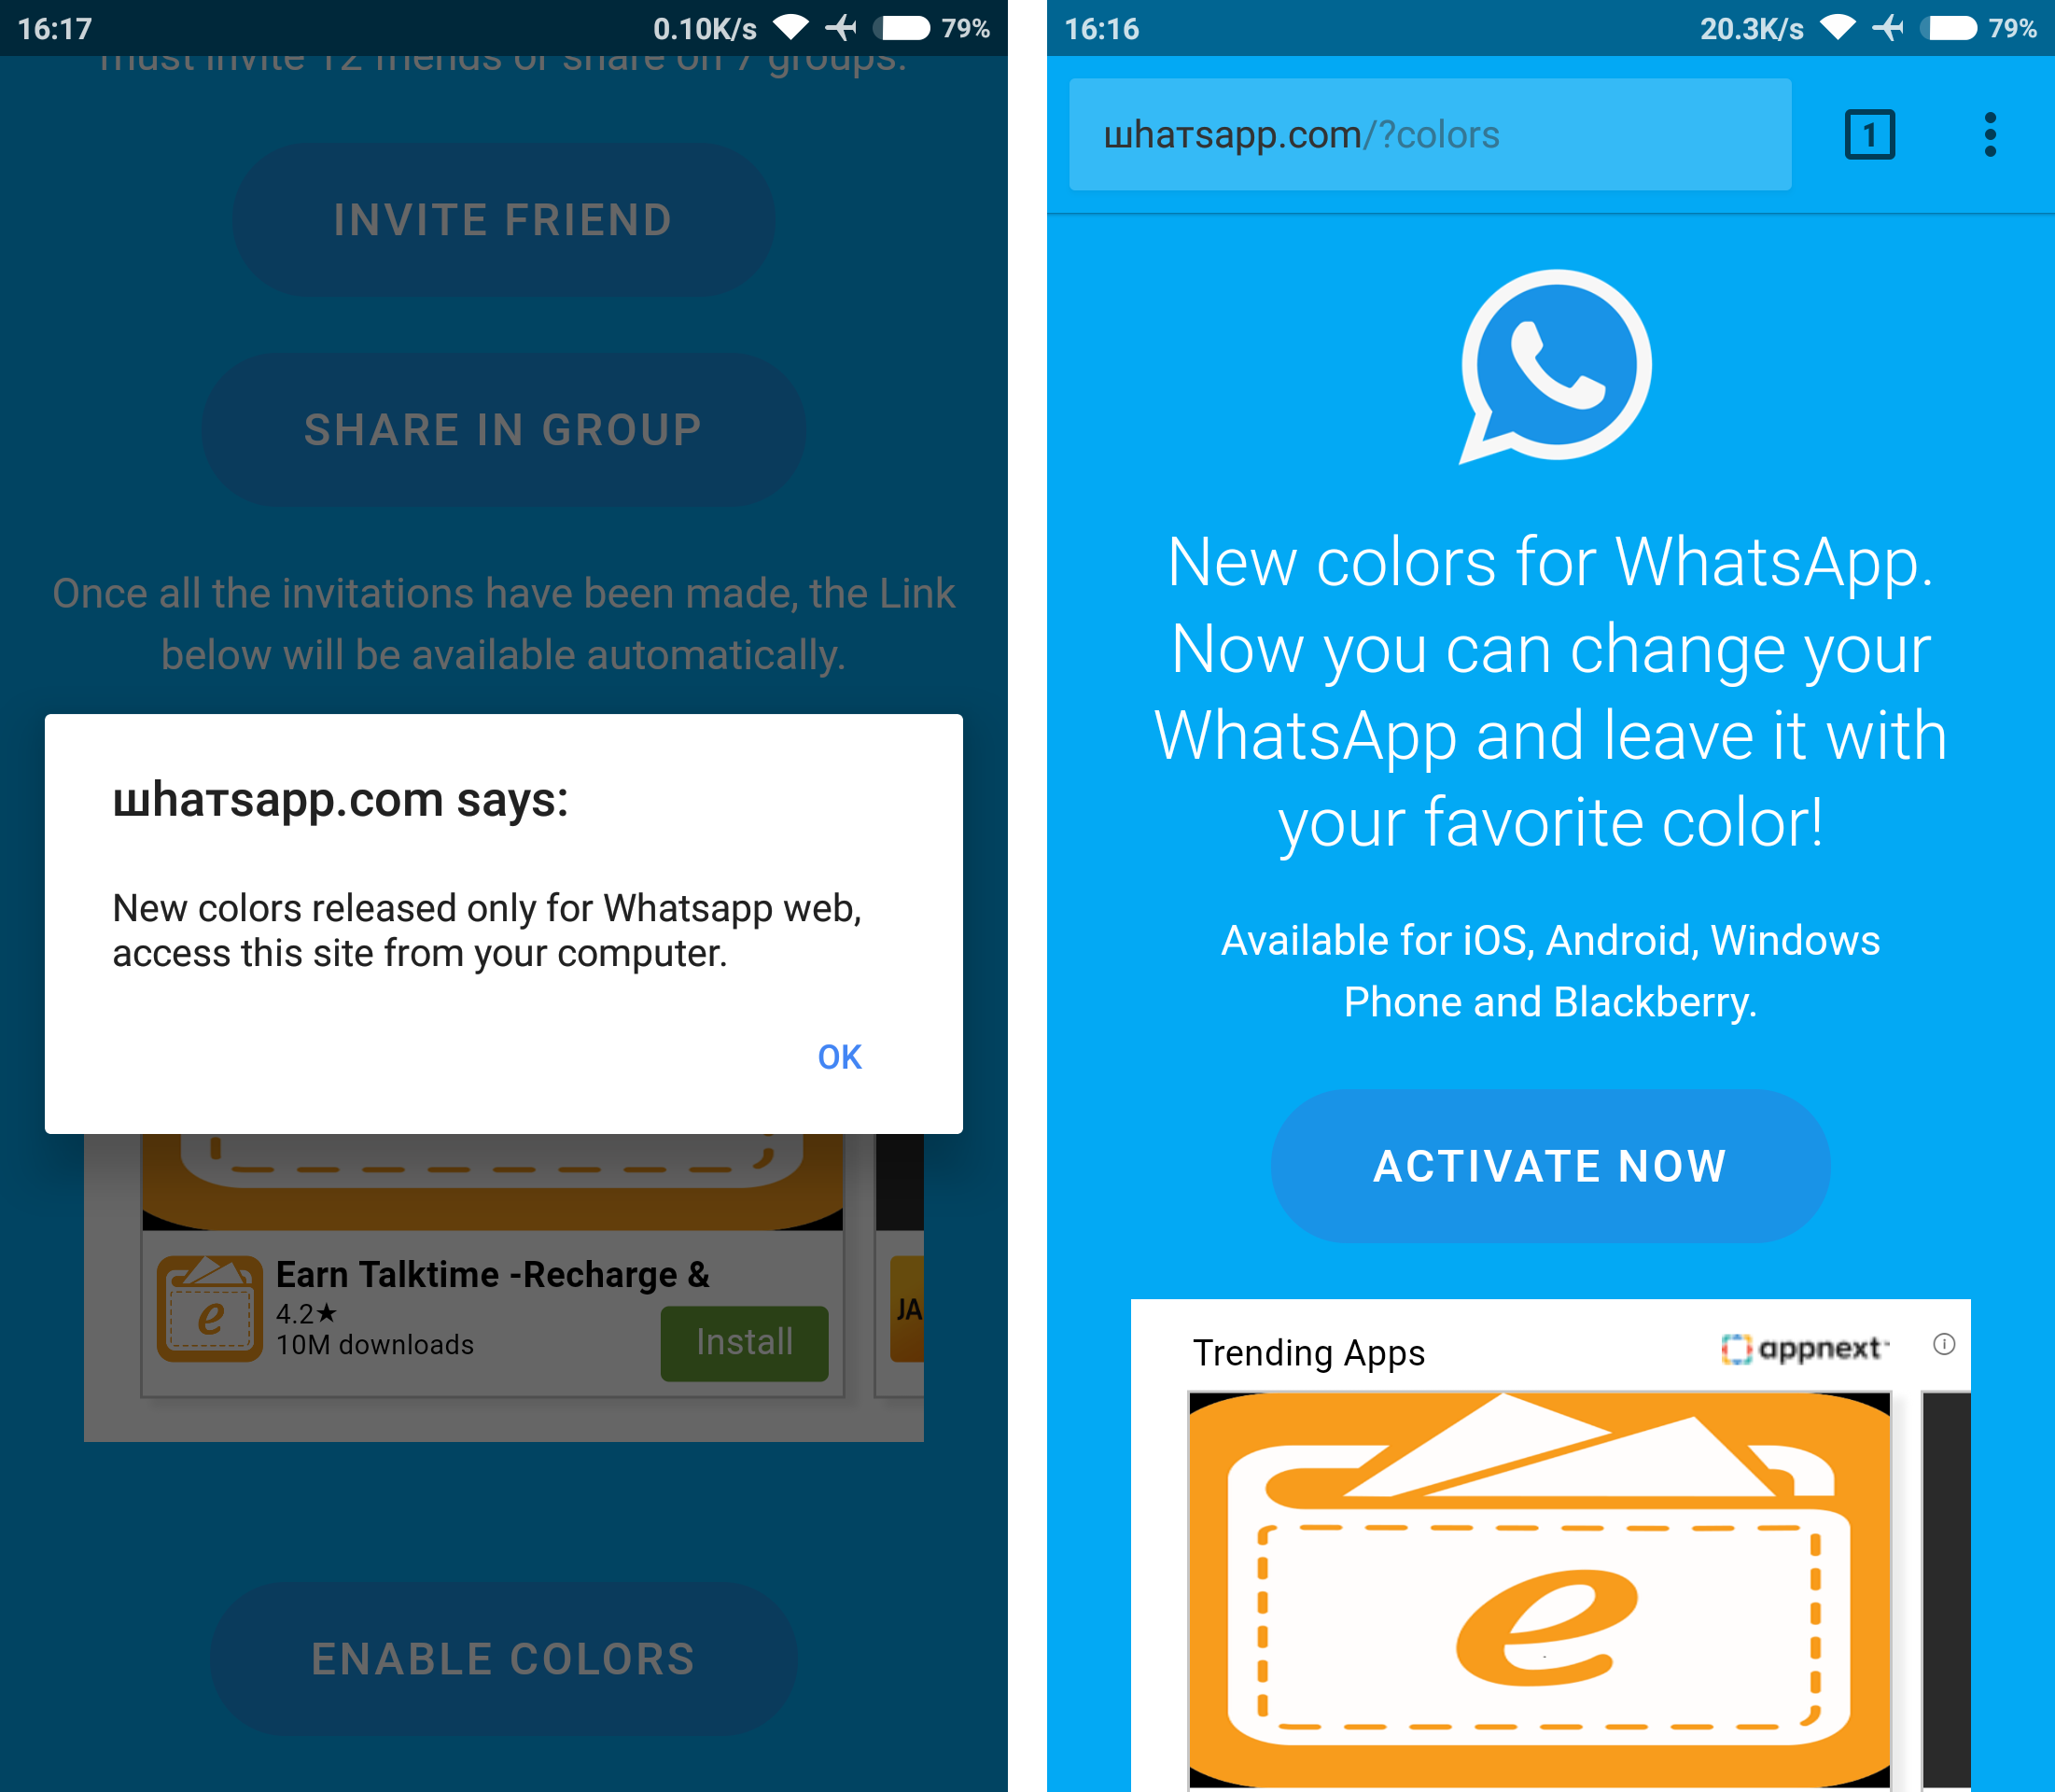 16:17
0.10K/s
79%
must invite 12 friends or share on 7 groups.
INVITE FRIEND
SHARE IN GROUP
Once all the invitations have been made, the Link
below will be available automatically.
шhатsapp.com says:
New colors released only for Whatsapp web,
access this site from your computer.
OK
e
Earn Talktime -Recharge &
4.2★
10M downloads
Install
JA
ENABLE COLORS
16:16
20.3K/s
79%
шhатsapp.com/?colors
1
New colors for WhatsApp.
Now you can change your
WhatsApp and leave it with
your favorite color!
Available for iOS, Android, Windows
Phone and Blackberry.
ACTIVATE NOW
Trending Apps
appnext
e